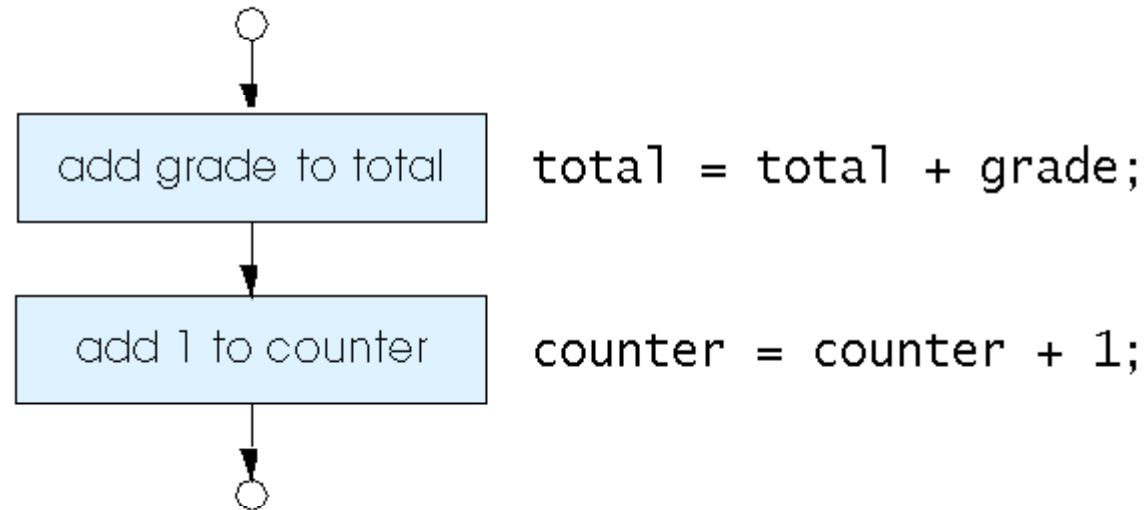 add grade to total
total = total + grade;
add 1 to counter
counter = counter + 1;